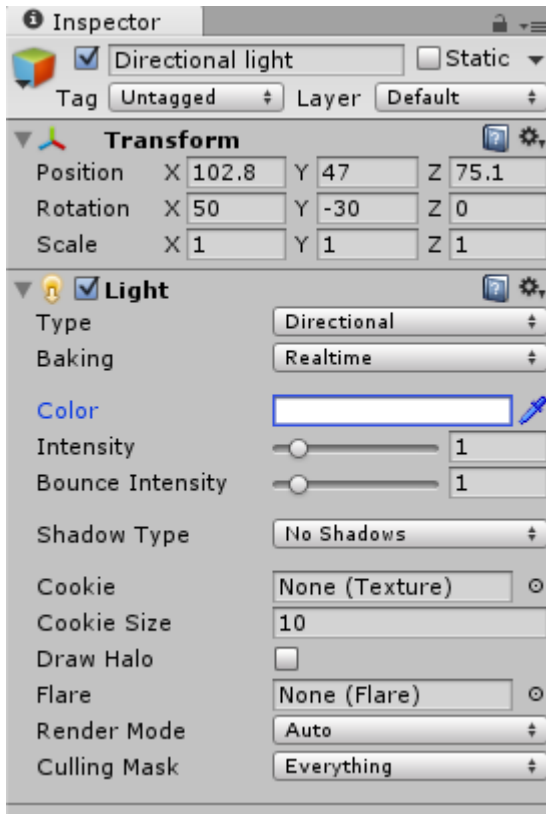 Inspector
Directional light Static
Tag Untagged Layer Default
Transform
Position X 102.8 Y 47 Z 75.1
Rotation X 50 Y -30 Z 0
Scale X 1 Y 1 Z 1
Light
Type Directional
Baking Realtime
Color
Intensity 1
Bounce Intensity 1
Shadow Type No Shadows
Cookie None (Texture)
Cookie Size 10
Draw Halo
Flare None (Flare)
Render Mode Auto
Culling Mask Everything